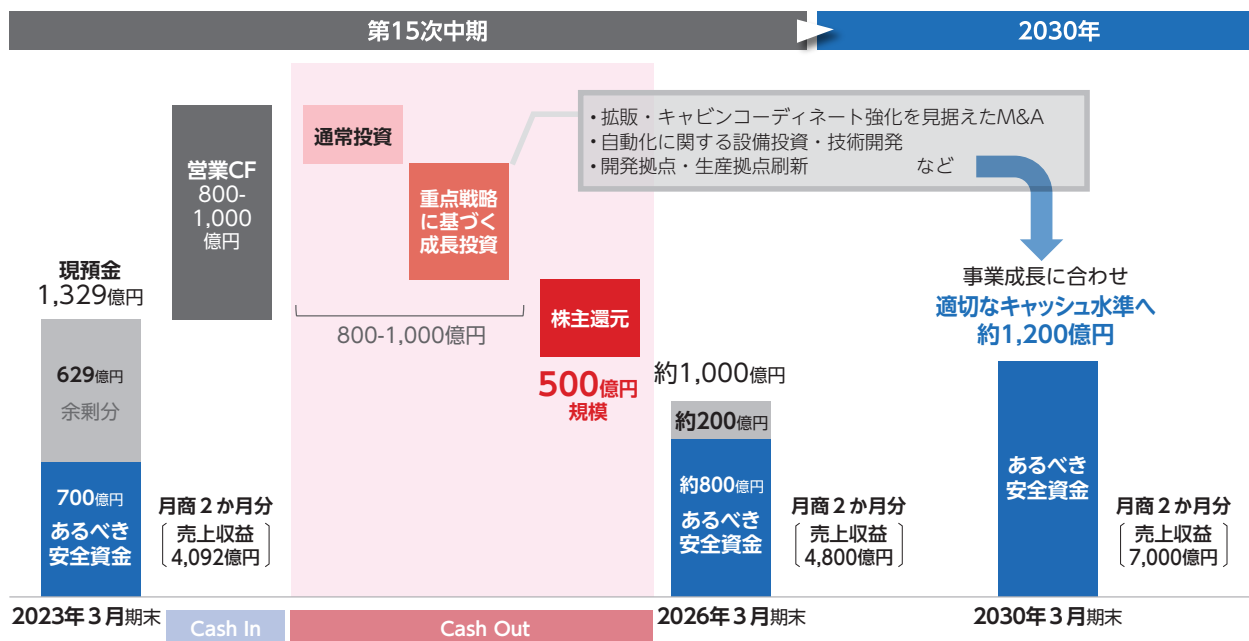 第15次中期
2030年
現預金
1,329億円
629億円
余剰分
700億円
あるべき
安全資金
月商2か月分
売上収益
4,092億円
営業CF
800-
1,000
億円
通常投資
重点戦略
に基づく
成長投資
800-1,000億円
株主還元
500億円
規模
・拡販・キャビンコーディネート強化を見据えたM&A
・自動化に関する設備投資・技術開発
・開発拠点・生産拠点刷新 など
約1,000億円
約200億円
約800億円
あるべき
安全資金
月商2か月分
売上収益
4,800億円
事業成長に合わせ
適切なキャッシュ水準へ
約1,200億円
あるべき
安全資金
月商2か月分
売上収益
7,000億円
2023年3月期末
Cash In
Cash Out
2026年3月期末
2030年3月期末